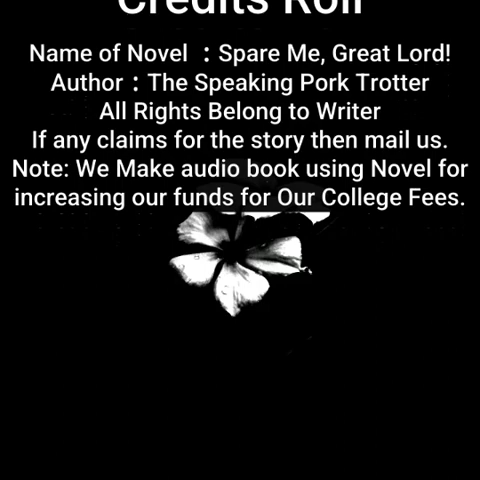 Credits Roll
Name of Novel : Spare Me, Great Lord!
Author : The Speaking Pork Trotter
All Rights Belong to Writer
If any claims for the story then mail us.
Note: We Make audio book using Novel for
increasing our funds for Our College Fees.